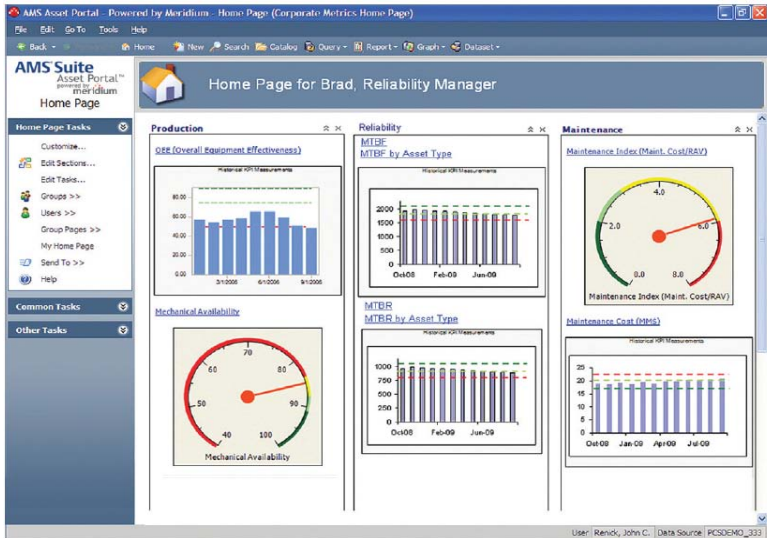 AMS Asset Portal - Powered by Meridium - Home Page (Corporate Metrics Home Page)
File Edit Go To Tools Help
Back Home New Search Catalog Query Report Graph Dataset
AMS Suite
Asset Portal™
powered by
meridium
Home Page
Home Page for Brad, Reliability Manager
Home Page Tasks
Customize...
Edit Sections...
Edit Tasks...
Groups >>
Users >>
Group Pages >>
My Home Page
Send To >>
Help
Common Tasks
Other Tasks
Production
OEE (Overall Equipment Effectiveness)
Historical KPI Measurements
80.00
60.00
40.00
20.00
0.00
3/1/2006 6/1/2006 9/1/2006
Mechanical Availability
70
60 80
50 90
40 100
Mechanical Availability
Reliability
MTBF
MTBF by Asset Type
Historical KPI Measurements
2000
1500
1000
500
0
Oct-08 Feb-09 Jun-09
MTBR
MTBR by Asset Type
Historical KPI Measurements
1000
750
500
250
0
Oct-08 Feb-09 Jun-09
Maintenance
Maintenance Index (Maint. Cost/RAV)
4.0
2.0 6.0
0.0 8.0
Maintenance Index (Maint. Cost/RAV)
Maintenance Cost (MMS)
Historical KPI Measurements
25
20
15
10
5
0
Oct-08 Jan-09 Apr-09 Jul-09
User Renick, John C. Data Source PCSDEMO_333